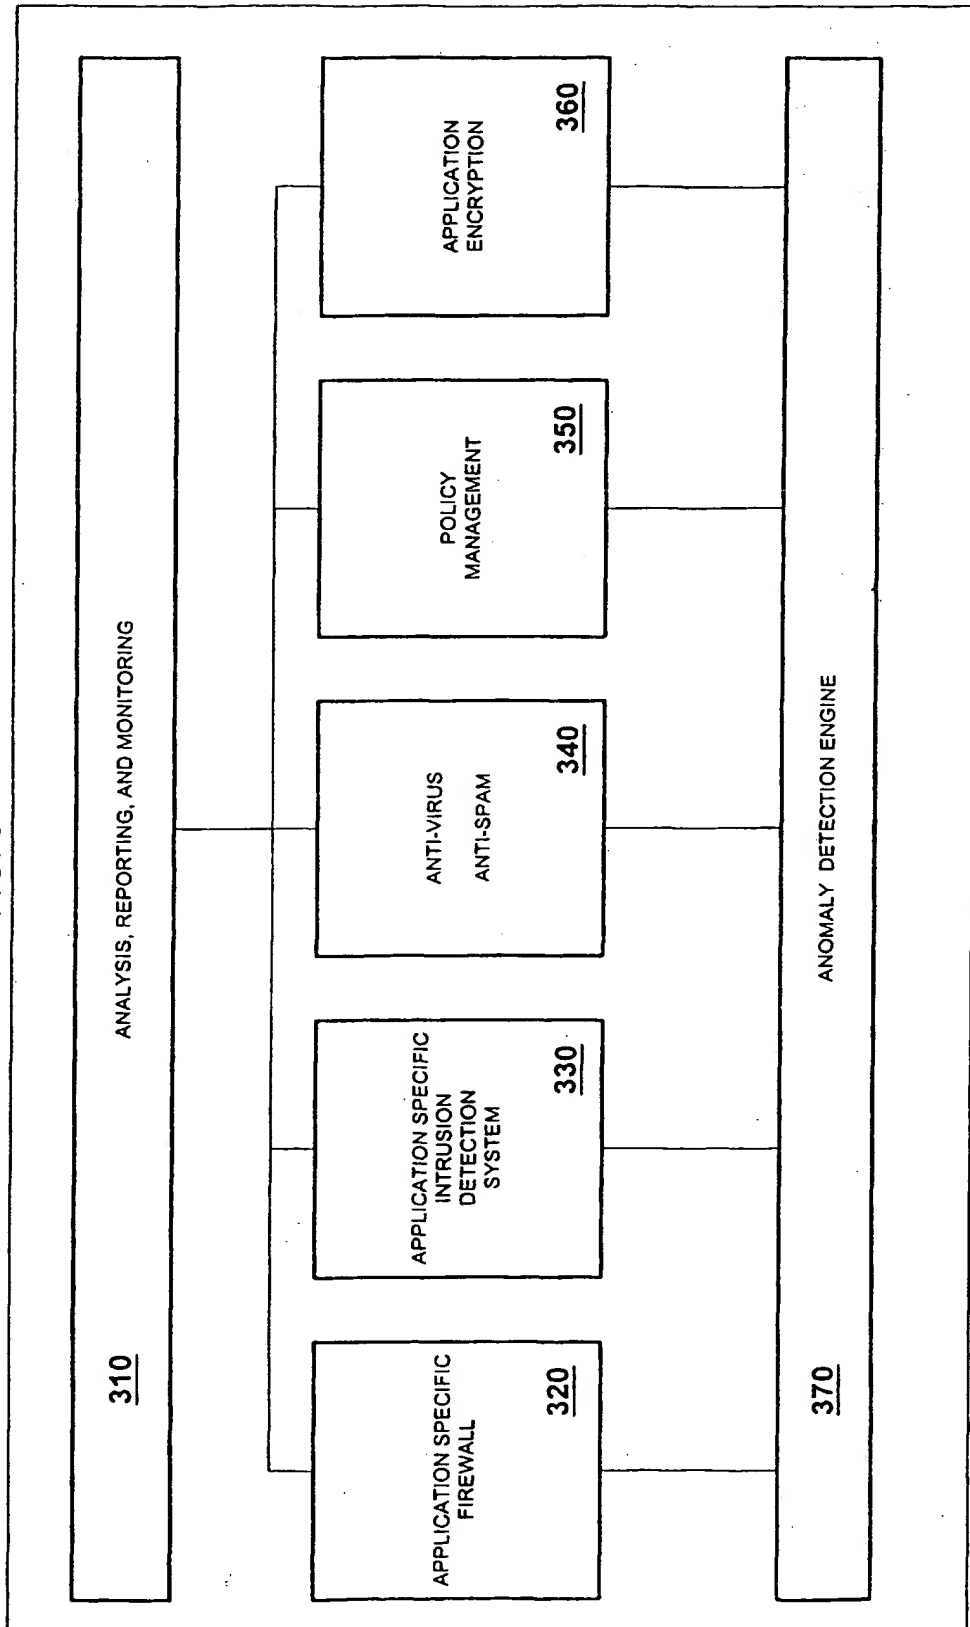 ANALYSIS, REPORTING, AND MONITORING
310
APPLICATION SPECIFIC
FIREWALL
320
APPLICATION SPECIFIC
INTRUSION
DETECTION
SYSTEM
330
ANTI-VIRUS
ANTI-SPAM
340
POLICY
MANAGEMENT
350
APPLICATION
ENCRYPTION
360
ANOMALY DETECTION ENGINE
370